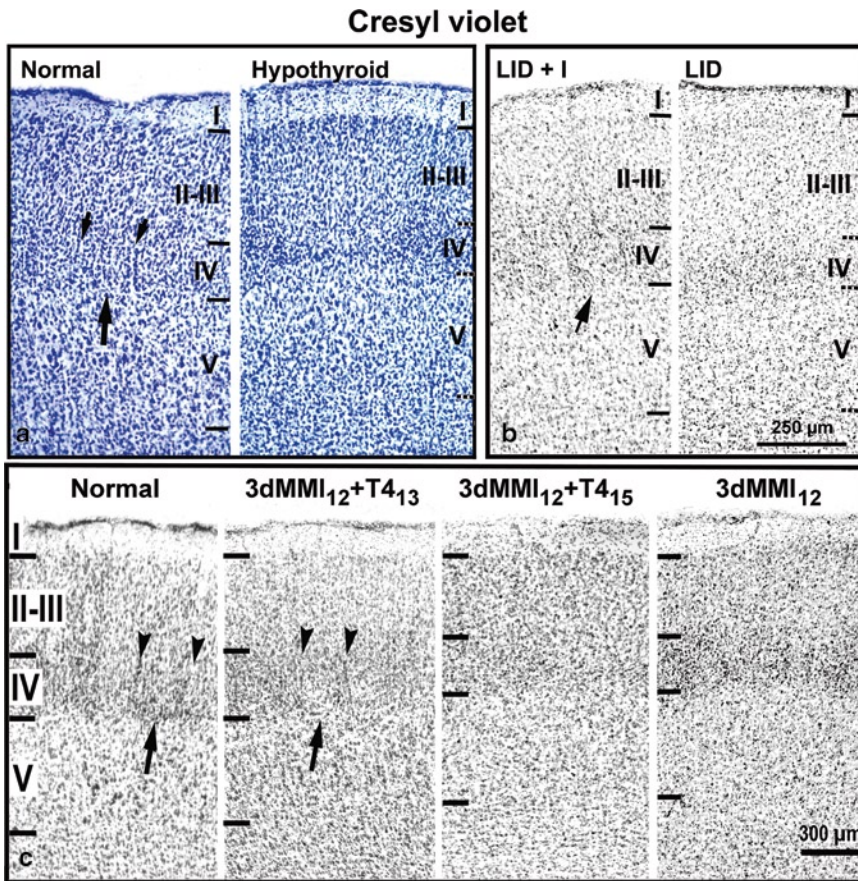 Cresyl violet
Normal
Hypothyroid
I
II-III
IV
V
I
II-III
IV
V
a
LID + I
LID
I
II-III
IV
V
I
II-III
IV
V
b
250 µm
Normal
3dMMI12+T413
3dMMI12+T415
3dMMI12
I
II-III
IV
V
c
300 µm